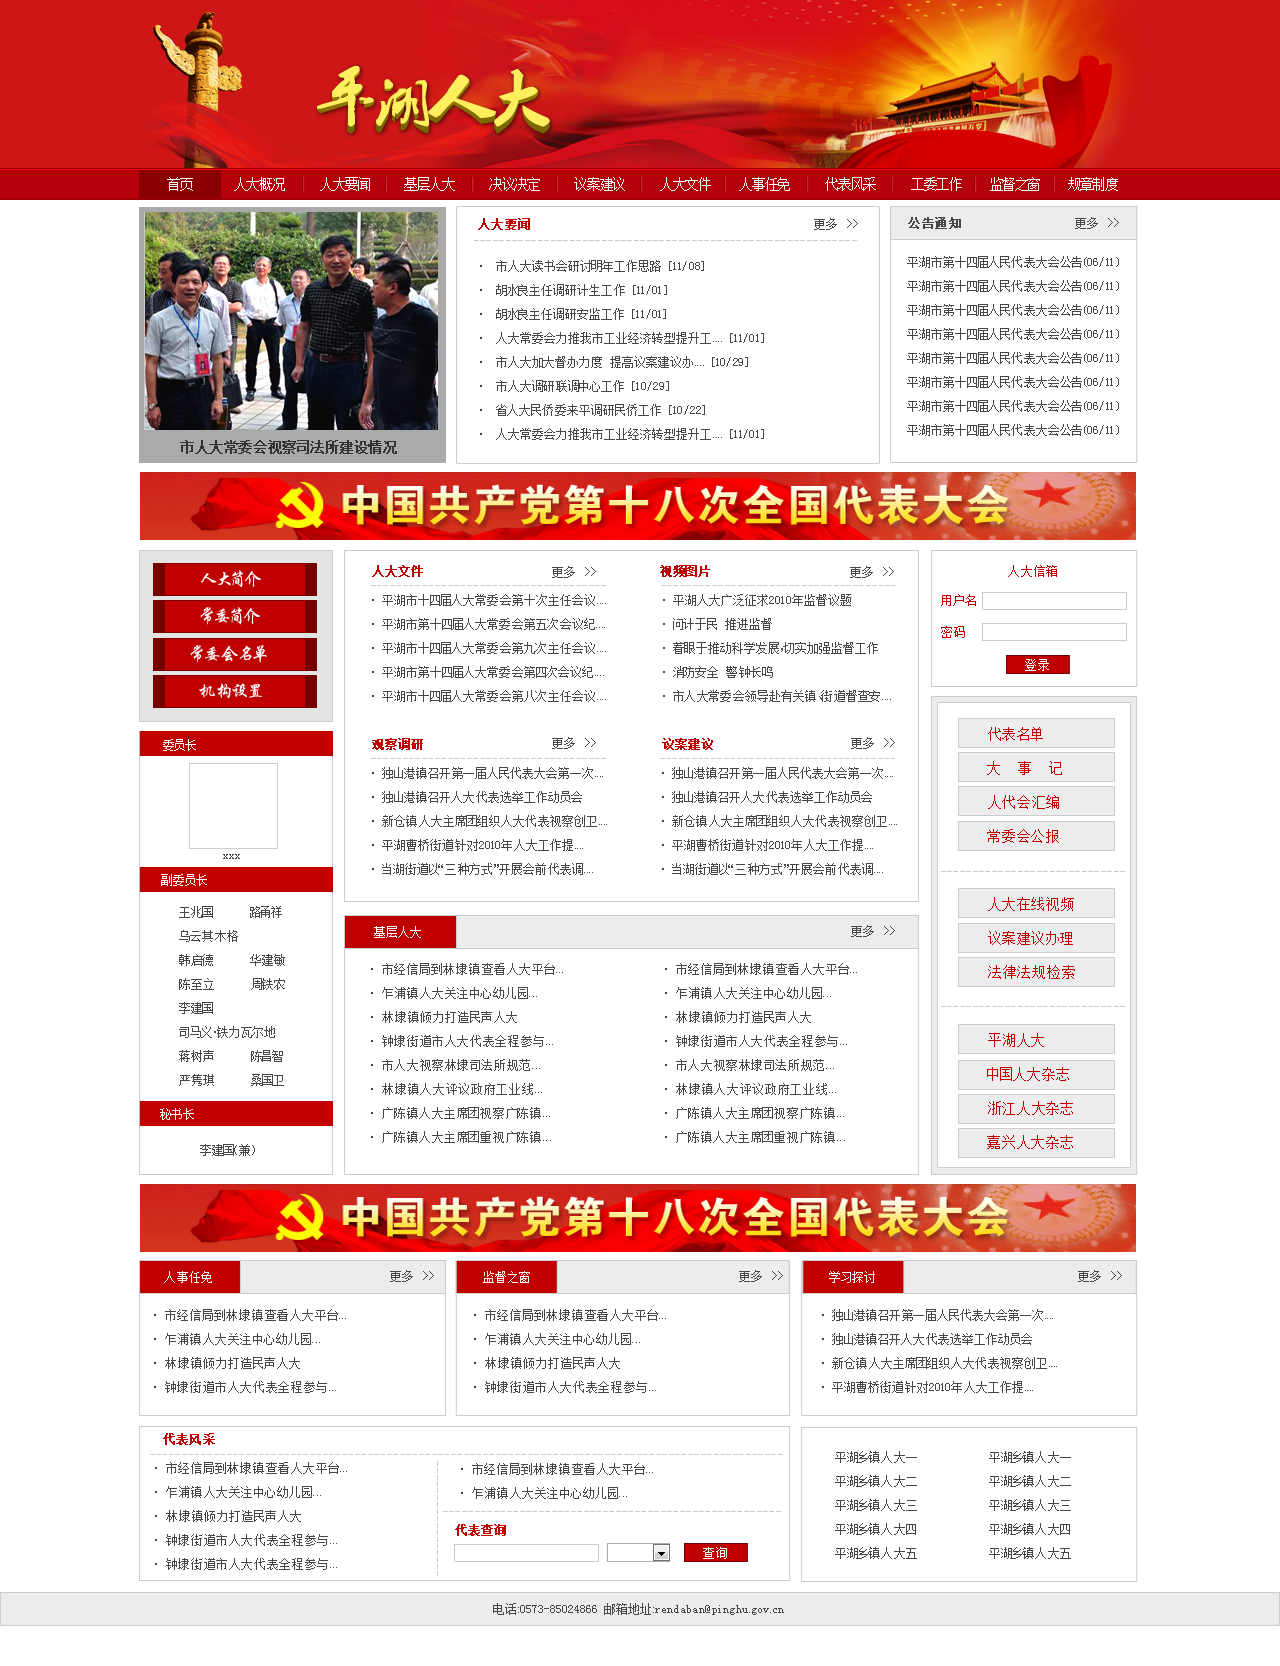 平湖人大
首页 人大概况 人大要闻 基层人大 决议决定 议案建议 人大文件 人事任免 代表风采 工委工作 监督之窗 规章制度
市人大常委会视察司法所建设情况
人大要闻 更多 >>
· 市人大读书会研讨明年工作思路 [11/08]
· 胡水良主任调研计生工作 [11/01]
· 胡水良主任调研安监工作 [11/01]
· 人大常委会力推我市工业经济转型提升工.... [11/01]
· 市人大加大督办力度 提高议案建议办.... [10/29]
· 市人大调研联调中心工作 [10/29]
· 省人大民侨委来平调研民侨工作 [10/22]
· 人大常委会力推我市工业经济转型提升工.... [11/01]
公告通知 更多 >>
平湖市第十四届人民代表大会公告(06/11)
平湖市第十四届人民代表大会公告(06/11)
平湖市第十四届人民代表大会公告(06/11)
平湖市第十四届人民代表大会公告(06/11)
平湖市第十四届人民代表大会公告(06/11)
平湖市第十四届人民代表大会公告(06/11)
平湖市第十四届人民代表大会公告(06/11)
平湖市第十四届人民代表大会公告(06/11)
中国共产党第十八次全国代表大会
人大简介
常委简介
常委会名单
机构设置
委员长
xxx
副委员长
王兆国 路甬祥
乌云其木格
韩启德 华建敏
陈至立 周铁农
李建国
司马义·铁力瓦尔地
蒋树声 陈昌智
严隽琪 桑国卫
秘书长
李建国(兼)
人大文件 更多 >>
· 平湖市十四届人大常委会第十次主任会议....
· 平湖市第十四届人大常委会第五次会议纪....
· 平湖市十四届人大常委会第九次主任会议....
· 平湖市第十四届人大常委会第四次会议纪....
· 平湖市十四届人大常委会第八次主任会议....
视频图片 更多 >>
· 平湖人大广泛征求2010年监督议题
· 问计于民 推进监督
· 着眼于推动科学发展,切实加强监督工作
· 消防安全 警钟长鸣
· 市人大常委会领导赴有关镇、街道督查安....
观察调研 更多 >>
· 独山港镇召开第一届人民代表大会第一次....
· 独山港镇召开人大代表选举工作动员会
· 新仓镇人大主席团组织人大代表视察创卫....
· 平湖曹桥街道针对2010年人大工作提....
· 当湖街道以“三种方式”开展会前代表调....
议案建议 更多 >>
· 独山港镇召开第一届人民代表大会第一次....
· 独山港镇召开人大代表选举工作动员会
· 新仓镇人大主席团组织人大代表视察创卫....
· 平湖曹桥街道针对2010年人大工作提....
· 当湖街道以“三种方式”开展会前代表调....
基层人大 更多 >>
· 市经信局到林埭镇查看人大平台...
· 乍浦镇人大关注中心幼儿园...
· 林埭镇倾力打造民声人大
· 钟埭街道市人大代表全程参与...
· 市人大视察林埭司法所规范...
· 林埭镇人大评议政府工业线...
· 广陈镇人大主席团视察广陈镇...
· 广陈镇人大主席团重视广陈镇...
· 市经信局到林埭镇查看人大平台...
· 乍浦镇人大关注中心幼儿园...
· 林埭镇倾力打造民声人大
· 钟埭街道市人大代表全程参与...
· 市人大视察林埭司法所规范...
· 林埭镇人大评议政府工业线...
· 广陈镇人大主席团视察广陈镇...
· 广陈镇人大主席团重视广陈镇...
人大信箱
用户名
密码
登录
代表名单
大 事 记
人代会汇编
常委会公报
人大在线视频
议案建议办理
法律法规检索
平湖人大
中国人大杂志
浙江人大杂志
嘉兴人大杂志
中国共产党第十八次全国代表大会
人事任免 更多 >>
· 市经信局到林埭镇查看人大平台...
· 乍浦镇人大关注中心幼儿园...
· 林埭镇倾力打造民声人大
· 钟埭街道市人大代表全程参与...
监督之窗 更多 >>
· 市经信局到林埭镇查看人大平台...
· 乍浦镇人大关注中心幼儿园...
· 林埭镇倾力打造民声人大
· 钟埭街道市人大代表全程参与...
学习探讨 更多 >>
· 独山港镇召开第一届人民代表大会第一次....
· 独山港镇召开人大代表选举工作动员会
· 新仓镇人大主席团组织人大代表视察创卫....
· 平湖曹桥街道针对2010年人大工作提....
代表风采
· 市经信局到林埭镇查看人大平台...
· 乍浦镇人大关注中心幼儿园...
· 林埭镇倾力打造民声人大
· 钟埭街道市人大代表全程参与...
· 钟埭街道市人大代表全程参与...
· 市经信局到林埭镇查看人大平台...
· 乍浦镇人大关注中心幼儿园...
代表查询
查询
平湖乡镇人大一 平湖乡镇人大一
平湖乡镇人大二 平湖乡镇人大二
平湖乡镇人大三 平湖乡镇人大三
平湖乡镇人大四 平湖乡镇人大四
平湖乡镇人大五 平湖乡镇人大五
电话:0573-85024866 邮箱地址:rendaban@pinghu.gov.cn